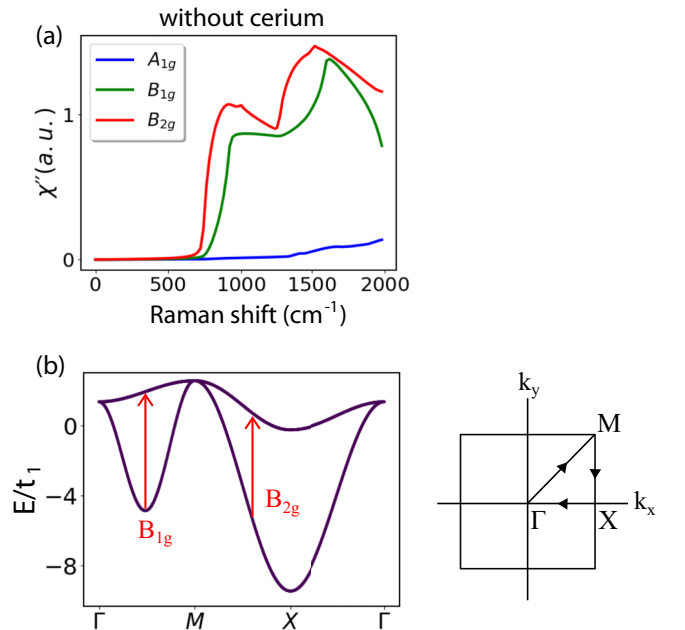 without cerium
(a)
A1g
B1g
B2g
χ″(a.u.)
1
0
0 500 1000 1500 2000
Raman shift (cm⁻¹)
(b)
E/t1
0
−4
−8
B1g
B2g
Γ M X Γ
ky
M
kx
Γ X